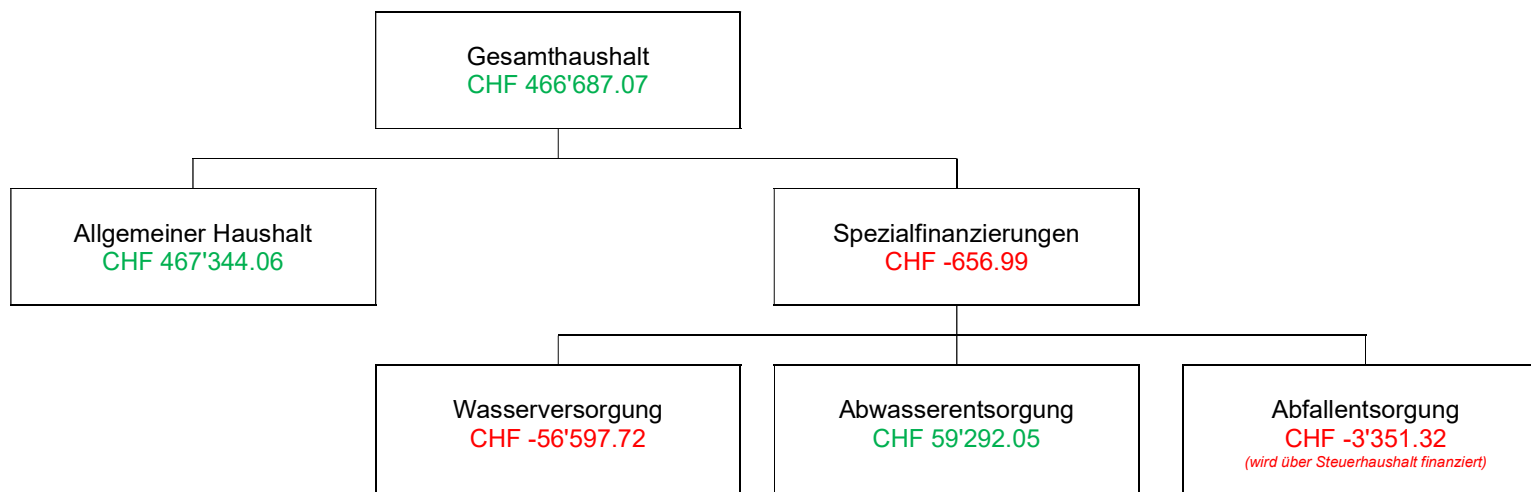 Gesamthaushalt
CHF 466'687.07
Allgemeiner Haushalt
CHF 467'344.06
Spezialfinanzierungen
CHF -656.99
Wasserversorgung
CHF -56'597.72
Abwasserentsorgung
CHF 59'292.05
Abfallentsorgung
CHF -3'351.32
(wird über Steuerhaushalt finanziert)